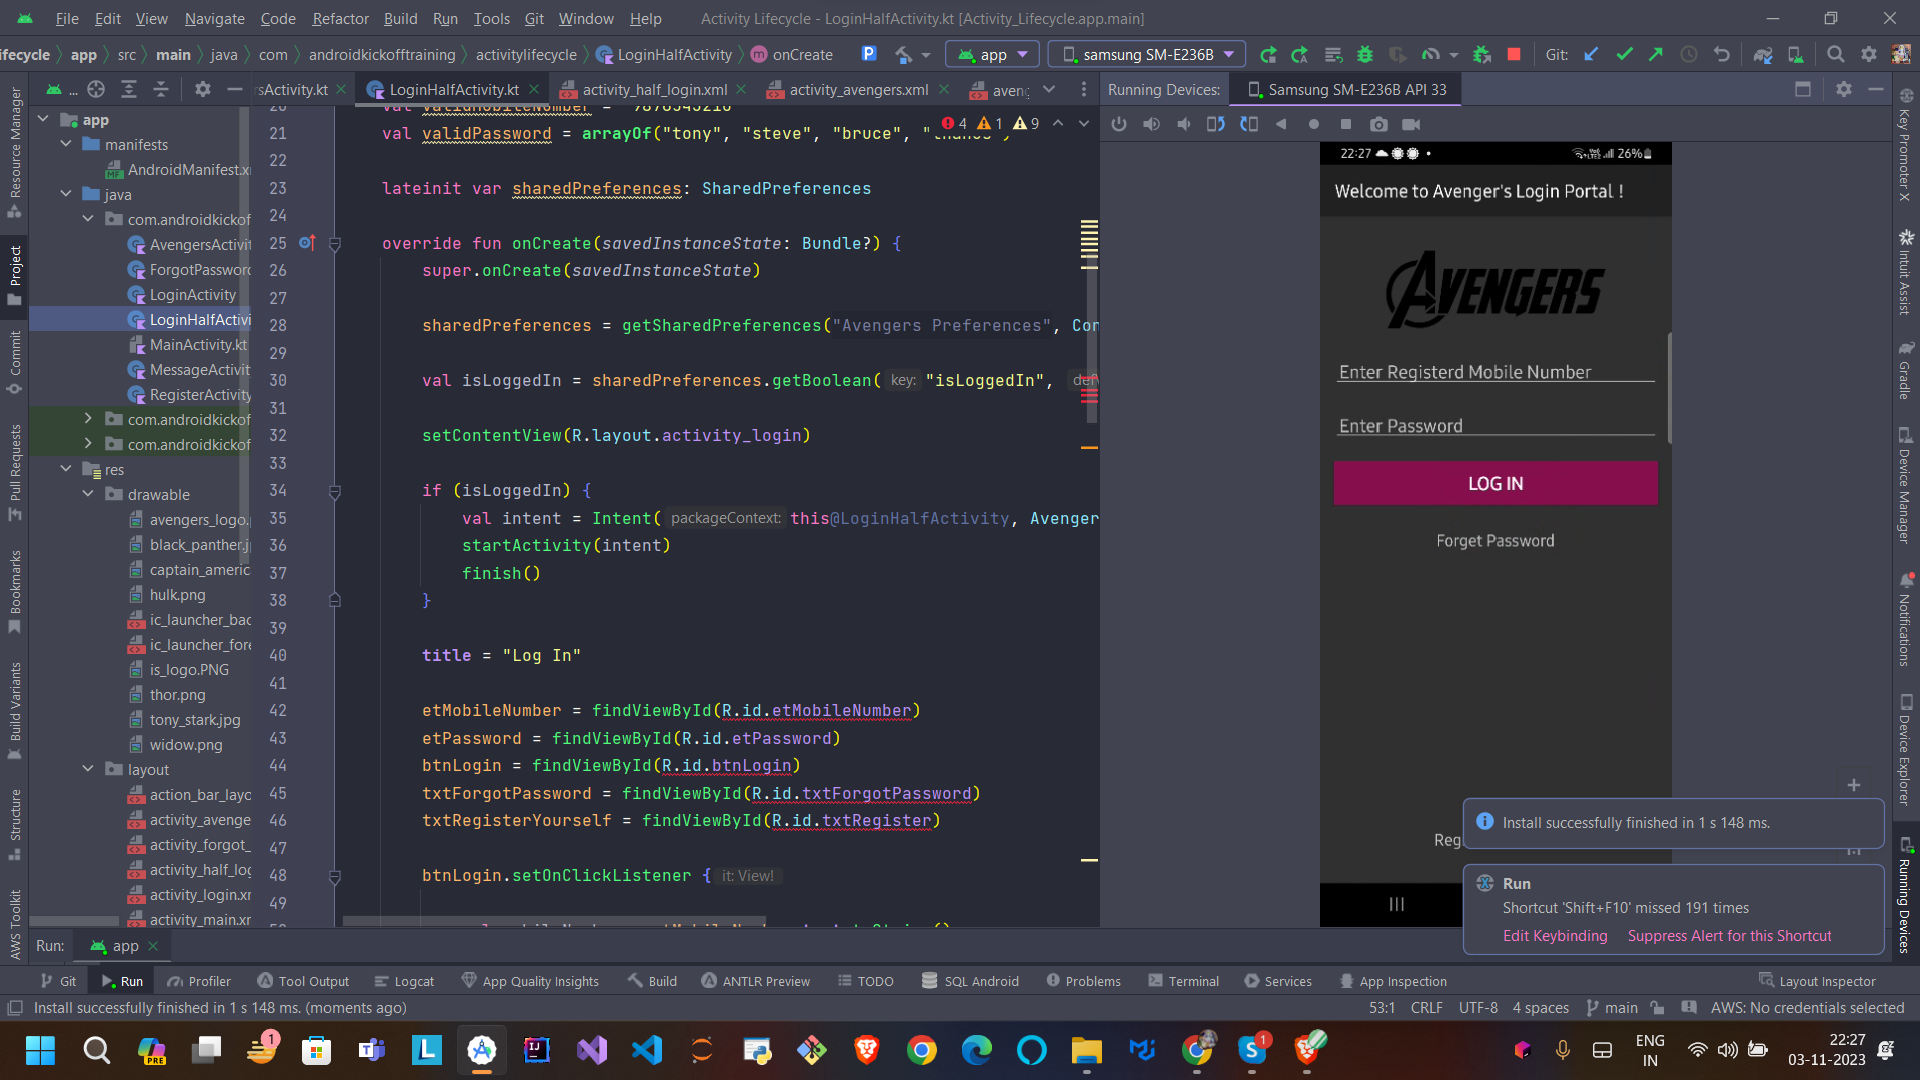 File Edit View Navigate Code Refactor Build Run Tools Git Window Help Activity Lifecycle - LoginHalfActivity.kt [Activity_Lifecycle.app.main]
ifecycle app src main java com androidkickofftraining activitylifecycle LoginHalfActivity onCreate app samsung SM-E236B Git:
... rsActivity.kt LoginHalfActivity.kt activity_half_login.xml activity_avengers.xml aveng Running Devices: Samsung SM-E236B API 33
Resource Manager
Project
Commit
Pull Requests
Bookmarks
Build Variants
Structure
AWS Toolkit
app
manifests
AndroidManifest.x
java
com.androidkickof
AvengersActivit
ForgotPassword
LoginActivity
LoginHalfActivi
MainActivity.kt
MessageActivit
RegisterActivity
com.androidkickof
com.androidkickof
res
drawable
avengers_logo.
black_panther.j
captain_americ
hulk.png
ic_launcher_bac
ic_launcher_fore
is_logo.PNG
thor.png
tony_stark.jpg
widow.png
layout
action_bar_layo
activity_avenge
activity_forgot_
activity_half_log
activity_login.xr
activity_main.xr
4 1 9
21 val validPassword = arrayOf("tony", "steve", "bruce", "thanos")
22
23 lateinit var sharedPreferences: SharedPreferences
24
25 override fun onCreate(savedInstanceState: Bundle?) {
26 super.onCreate(savedInstanceState)
27
28 sharedPreferences = getSharedPreferences("Avengers Preferences", Con
29
30 val isLoggedIn = sharedPreferences.getBoolean( key: "isLoggedIn", defV
31
32 setContentView(R.layout.activity_login)
33
34 if (isLoggedIn) {
35 val intent = Intent( packageContext: this@LoginHalfActivity, Avenger
36 startActivity(intent)
37 finish()
38 }
39
40 title = "Log In"
41
42 etMobileNumber = findViewById(R.id.etMobileNumber)
43 etPassword = findViewById(R.id.etPassword)
44 btnLogin = findViewById(R.id.btnLogin)
45 txtForgotPassword = findViewById(R.id.txtForgotPassword)
46 txtRegisterYourself = findViewById(R.id.txtRegister)
47
48 btnLogin.setOnClickListener { it: View!
49
22:27 26%
Welcome to Avenger's Login Portal !
AVENGERS
Enter Registerd Mobile Number
Enter Password
LOG IN
Forget Password
Reg
Install successfully finished in 1 s 148 ms.
Run
Shortcut 'Shift+F10' missed 191 times
Edit Keybinding Suppress Alert for this Shortcut
Key Promoter X
Intuit Assist
Gradle
Device Manager
Notifications
Device Explorer
Running Devices
Run: app
Git Run Profiler Tool Output Logcat App Quality Insights Build ANTLR Preview TODO SQL Android Problems Terminal Services App Inspection Layout Inspector
Install successfully finished in 1 s 148 ms. (moments ago) 53:1 CRLF UTF-8 4 spaces main AWS: No credentials selected
PRE 1 L 1 ENG 22:27
IN 03-11-2023